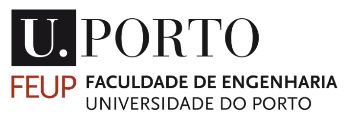 U. PORTO
FEUP FACULDADE DE ENGENHARIA
UNIVERSIDADE DO PORTO